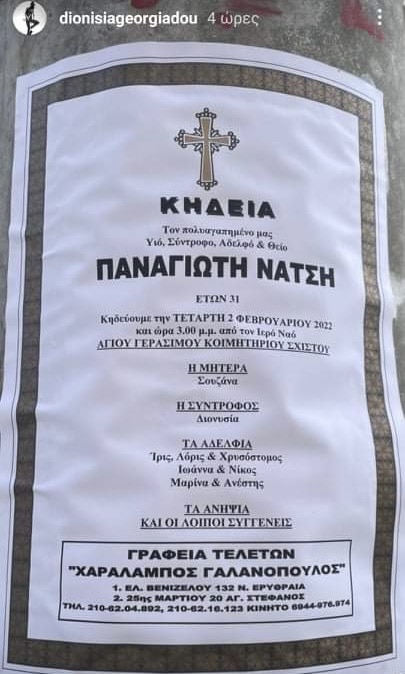 dionisiageorgiadou 4 ώρες
ΚΗΔΕΙΑ
Τον πολυαγαπημένο μας
Υιό, Σύντροφο, Αδελφό & Θείο
ΠΑΝΑΓΙΩΤΗ ΝΑΤΣΗ
ΕΤΩΝ 31
Κηδεύουμε την ΤΕΤΑΡΤΗ 2 ΦΕΒΡΟΥΑΡΙΟΥ 2022
και ώρα 3.00 μ.μ. από τον Ιερό Ναό
ΑΓΙΟΥ ΓΕΡΑΣΙΜΟΥ ΚΟΙΜΗΤΗΡΙΟΥ ΣΧΙΣΤΟΥ
Η ΜΗΤΕΡΑ
Σουζάνα
Η ΣΥΝΤΡΟΦΟΣ
Διονυσία
ΤΑ ΑΔΕΛΦΙΑ
Ίρις, Λόρις & Χρυσόστομος
Ιωάννα & Νίκος
Μαρίνα & Ανέστης
ΤΑ ΑΝΗΨΙΑ
ΚΑΙ ΟΙ ΛΟΙΠΟΙ ΣΥΓΓΕΝΕΙΣ
ΓΡΑΦΕΙΑ ΤΕΛΕΤΩΝ
"ΧΑΡΑΛΑΜΠΟΣ ΓΑΛΑΝΟΠΟΥΛΟΣ"
1. ΕΛ. ΒΕΝΙΖΕΛΟΥ 132 Ν. ΕΡΥΘΡΑΙΑ
2. 25ης ΜΑΡΤΙΟΥ 20 ΑΓ. ΣΤΕΦΑΝΟΣ
ΤΗΛ. 210-62.04.892, 210-62.16.123 ΚΙΝΗΤΟ 6944-976.974